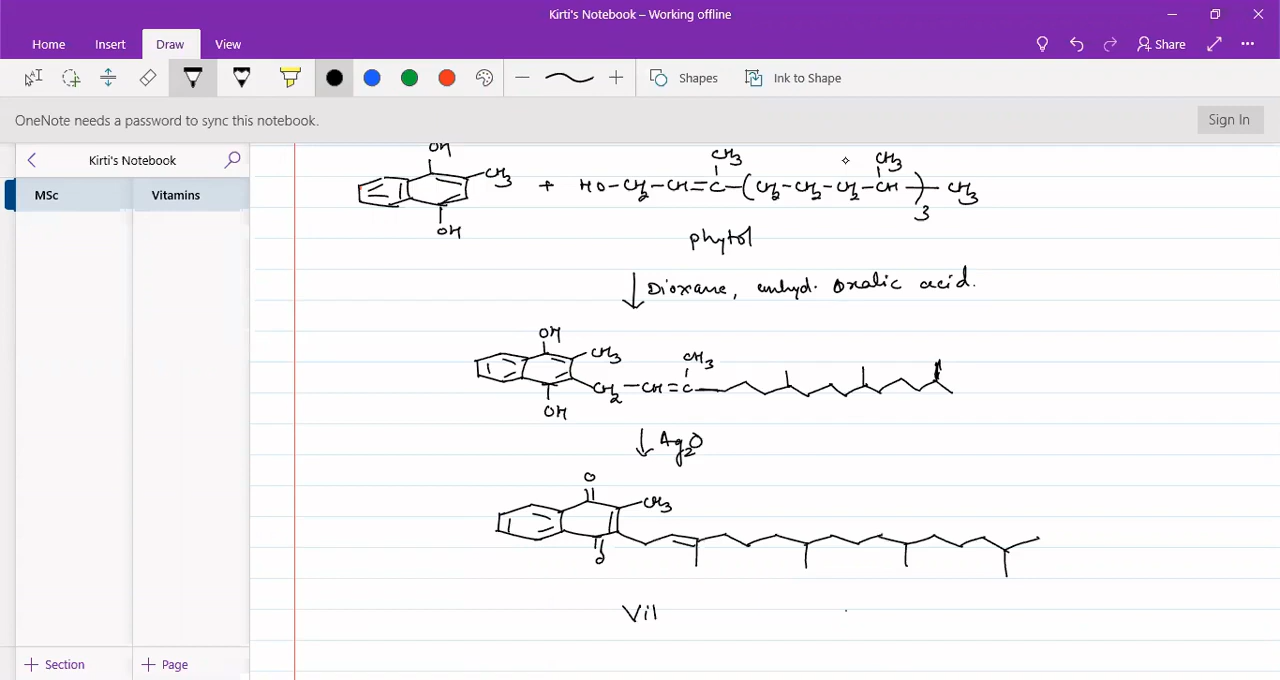 Kirti's Notebook – Working offline
Home Insert Draw View
Share
Shapes Ink to Shape
OneNote needs a password to sync this notebook.
Sign In
Kirti's Notebook
MSc
Vitamins
OH
CH3
OH
+ HO-CH2-CH=C-(CH2-CH2-CH2-CH)3-CH3
CH3 CH3
phytol
Dioxane, anhyd. Oxalic acid.
OH
CH3
CH3
CH2-CH=C
OH
Ag2O
O
CH3
O
Vil
+ Section
+ Page